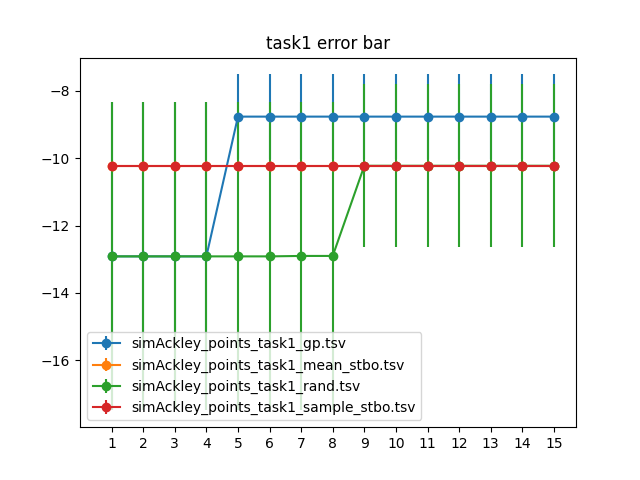 task1 error bar
−8
−10
−12
−14
−16
simAckley_points_task1_gp.tsv
simAckley_points_task1_mean_stbo.tsv
simAckley_points_task1_rand.tsv
simAckley_points_task1_sample_stbo.tsv
1 2 3 4 5 6 7 8 9 10 11 12 13 14 15